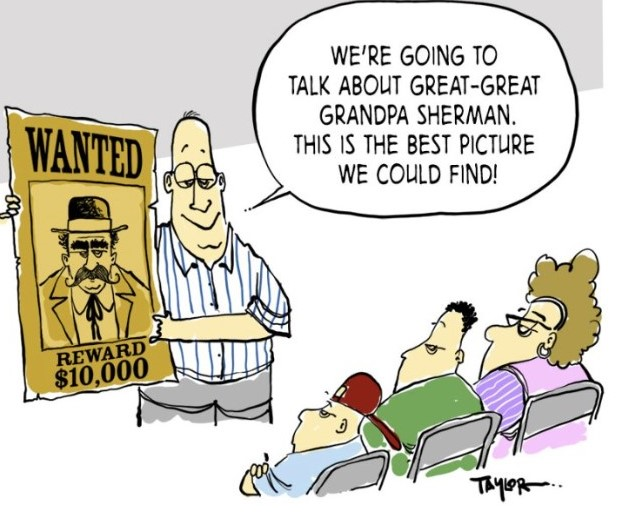 WE'RE GOING TO
TALK ABOUT GREAT-GREAT
GRANDPA SHERMAN.
THIS IS THE BEST PICTURE
WE COULD FIND!
WANTED
REWARD
$10,000
TAYLOR